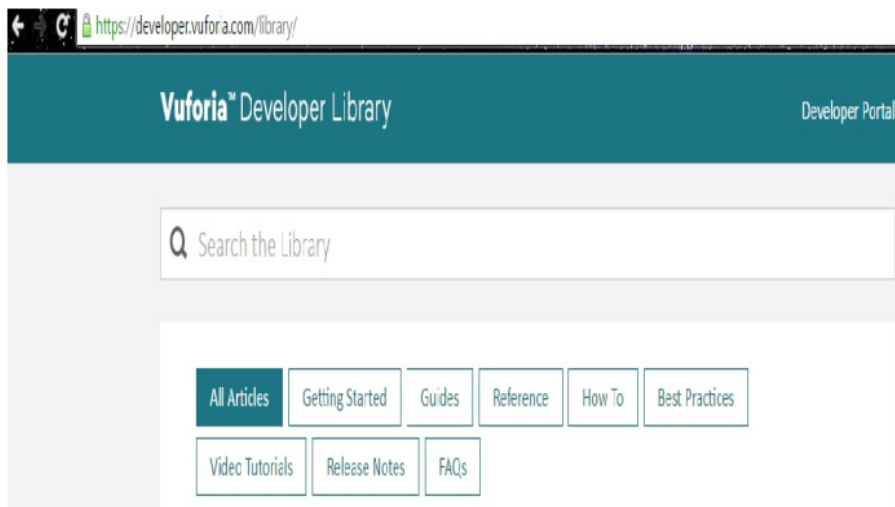 https://developer.vuforia.com/library/
Vuforia™ Developer Library
Developer Portal
Search the Library
All Articles Getting Started Guides Reference How To Best Practices
Video Tutorials Release Notes FAQs